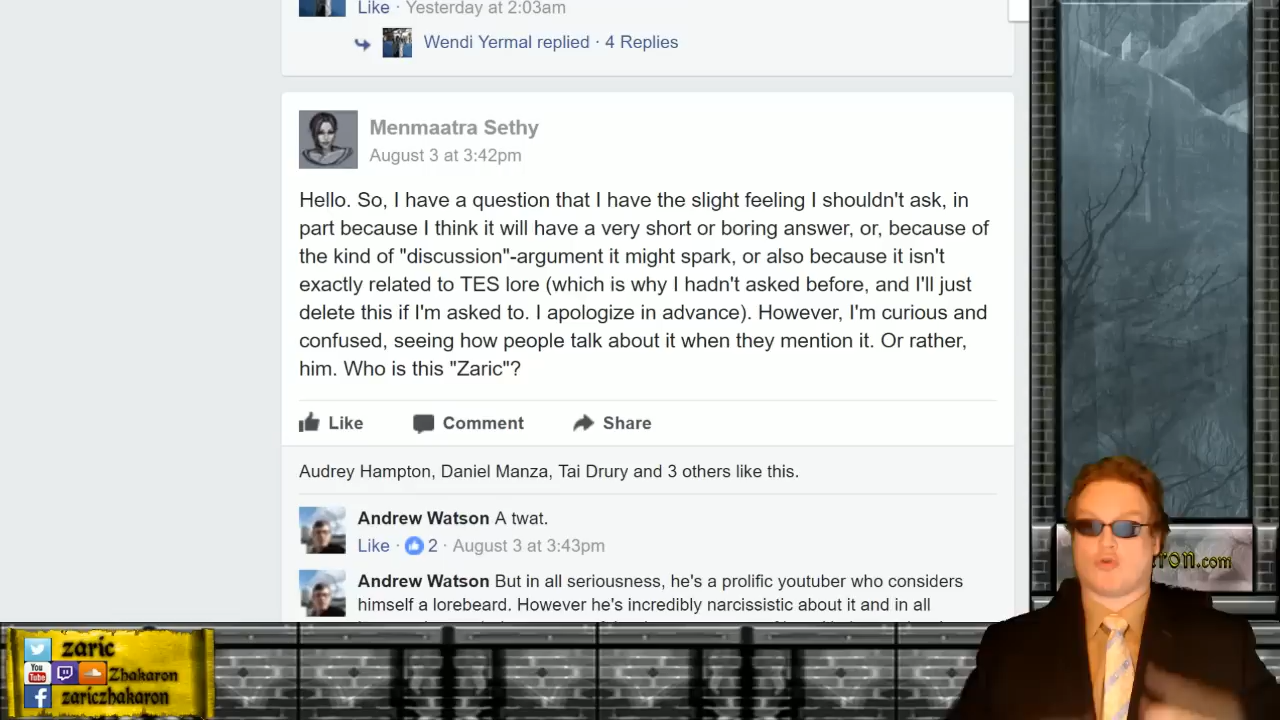 Like · Yesterday at 2:03am
Wendi Yermal replied · 4 Replies
Menmaatra Sethy
August 3 at 3:42pm
Hello. So, I have a question that I have the slight feeling I shouldn't ask, in
part because I think it will have a very short or boring answer, or, because of
the kind of "discussion"-argument it might spark, or also because it isn't
exactly related to TES lore (which is why I hadn't asked before, and I'll just
delete this if I'm asked to. I apologize in advance). However, I'm curious and
confused, seeing how people talk about it when they mention it. Or rather,
him. Who is this "Zaric"?
Like Comment Share
Audrey Hampton, Daniel Manza, Tai Drury and 3 others like this.
Andrew Watson A twat.
Like · 2 · August 3 at 3:43pm
Andrew Watson But in all seriousness, he's a prolific youtuber who considers
himself a lorebeard. However he's incredibly narcissistic about it and in all
ron.com
zaric
You Tube Zhakaron
zariczhakaron